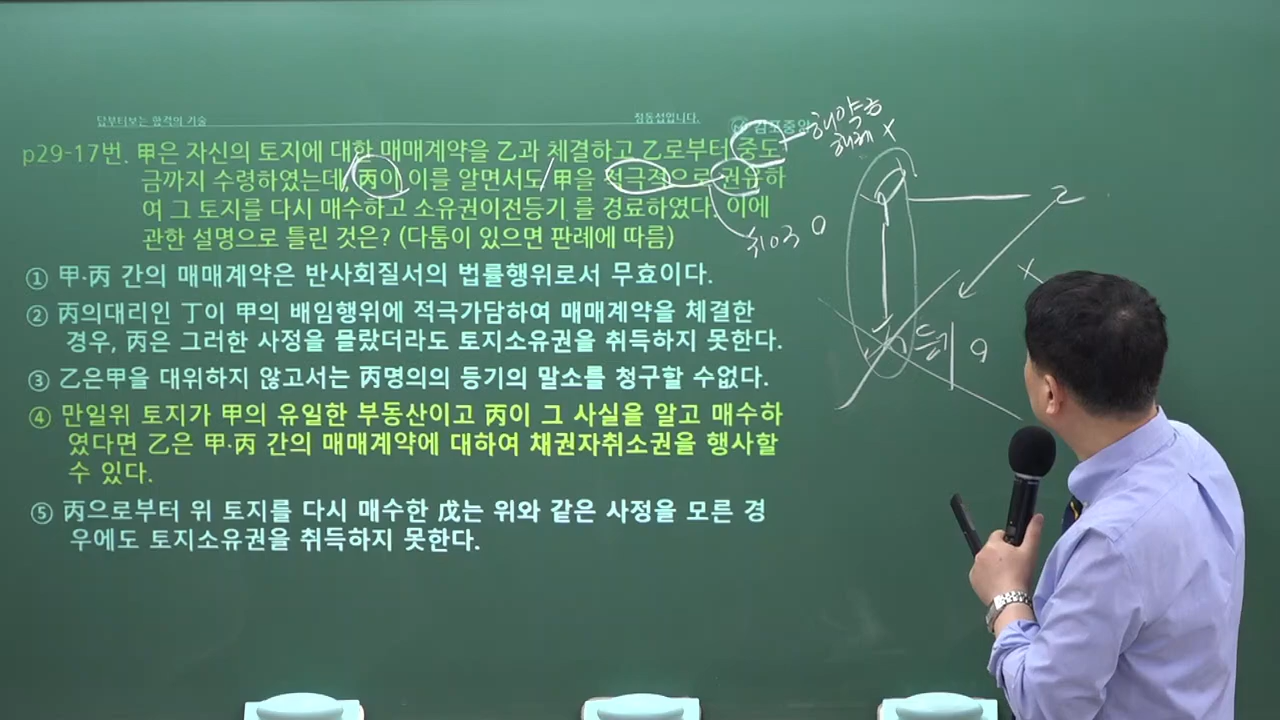 답부터보는 합격의 기술
정동섭입니다.
김포중앙
p29-17번. 甲은 자신의 토지에 대한 매매계약을 乙과 체결하고 乙로부터 중도
금까지 수령하였는데, 丙이 이를 알면서도 甲을 적극적으로 권유하
여 그 토지를 다시 매수하고 소유권이전등기를 경료하였다. 이에
관한 설명으로 틀린 것은? (다툼이 있으면 판례에 따름)
① 甲·丙 간의 매매계약은 반사회질서의 법률행위로서 무효이다.
② 丙의대리인 丁이 甲의 배임행위에 적극가담하여 매매계약을 체결한
경우, 丙은 그러한 사정을 몰랐더라도 토지소유권을 취득하지 못한다.
③ 乙은甲을 대위하지 않고서는 丙명의의 등기의 말소를 청구할 수없다.
④ 만일위 토지가 甲의 유일한 부동산이고 丙이 그 사실을 알고 매수하
였다면 乙은 甲·丙 간의 매매계약에 대하여 채권자취소권을 행사할
수 있다.
⑤ 丙으로부터 위 토지를 다시 매수한 戊는 위와 같은 사정을 모른 경
우에도 토지소유권을 취득하지 못한다.
해약금
해제 X
甲
乙
X
등기